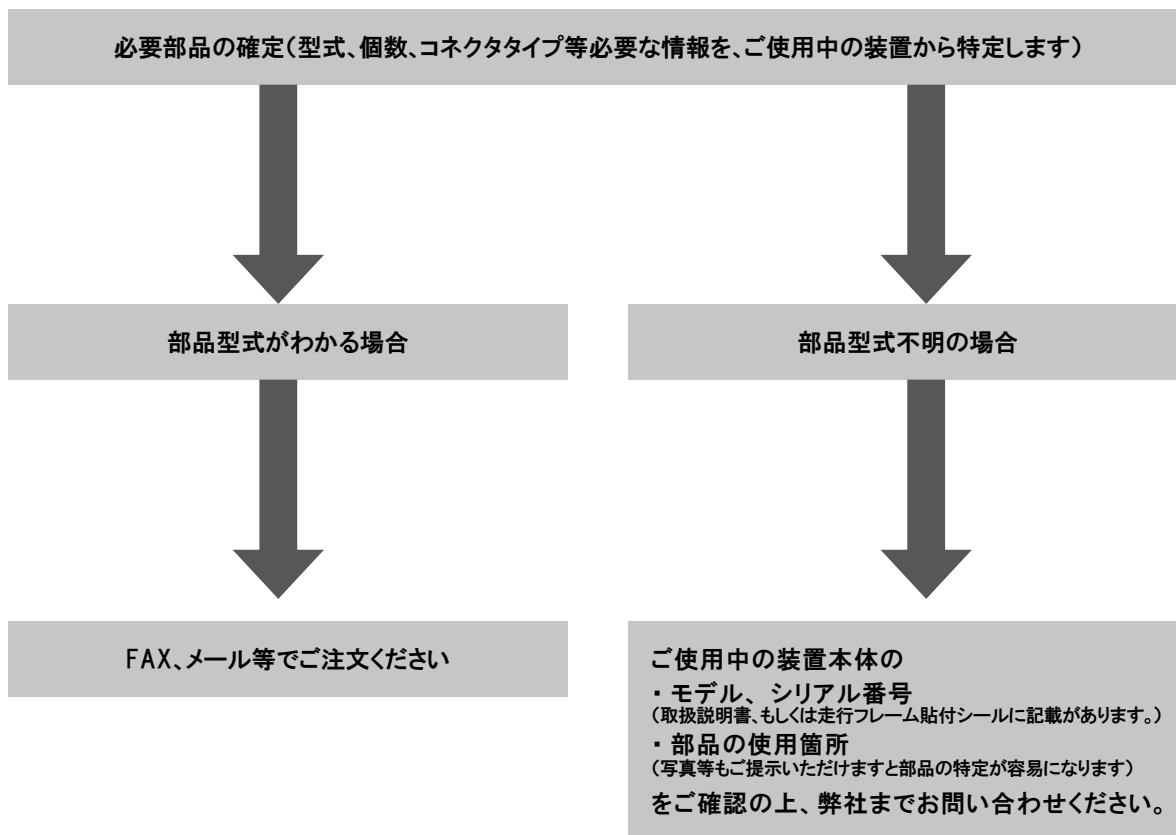 必要部品の確定(型式、個数、コネクタタイプ等必要な情報を、ご使用中の装置から特定します)
部品型式がわかる場合
部品型式不明の場合
FAX、メール等でご注文ください
ご使用中の装置本体の
・モデル、シリアル番号
(取扱説明書、もしくは走行フレーム貼付シールに記載があります。)
・部品の使用箇所
(写真等もご提示いただけますと部品の特定が容易になります)
をご確認の上、弊社までお問い合わせください。